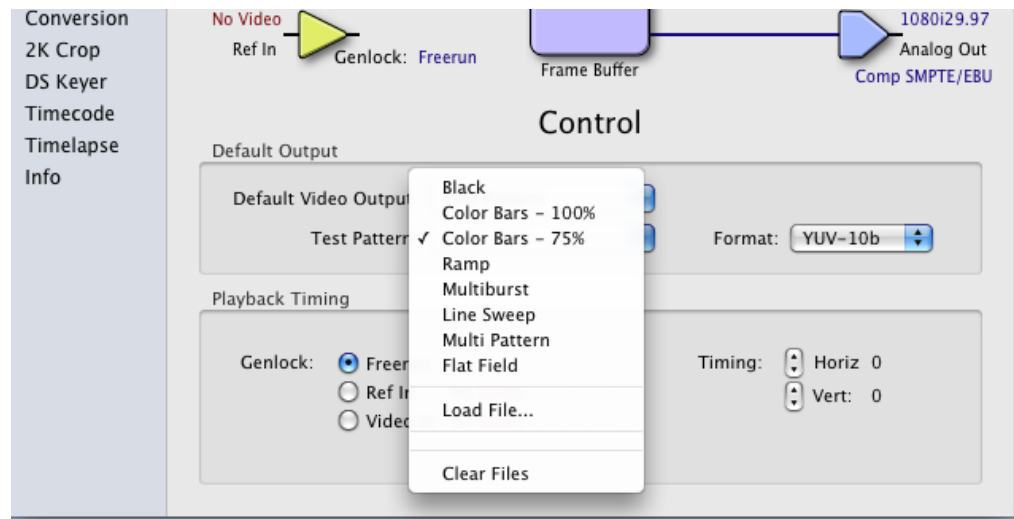 Conversion
2K Crop
DS Keyer
Timecode
Timelapse
Info
No Video
Ref In
Genlock: Freerun
Frame Buffer
1080i29.97
Analog Out
Comp SMPTE/EBU
Control
Default Output
Default Video Output
Test Pattern
Format: YUV-10b
Black
Color Bars - 100%
✓ Color Bars - 75%
Ramp
Multiburst
Line Sweep
Multi Pattern
Flat Field
Load File...
Clear Files
Playback Timing
Genlock: Freer
Ref I
Video
Timing: Horiz 0
Vert: 0